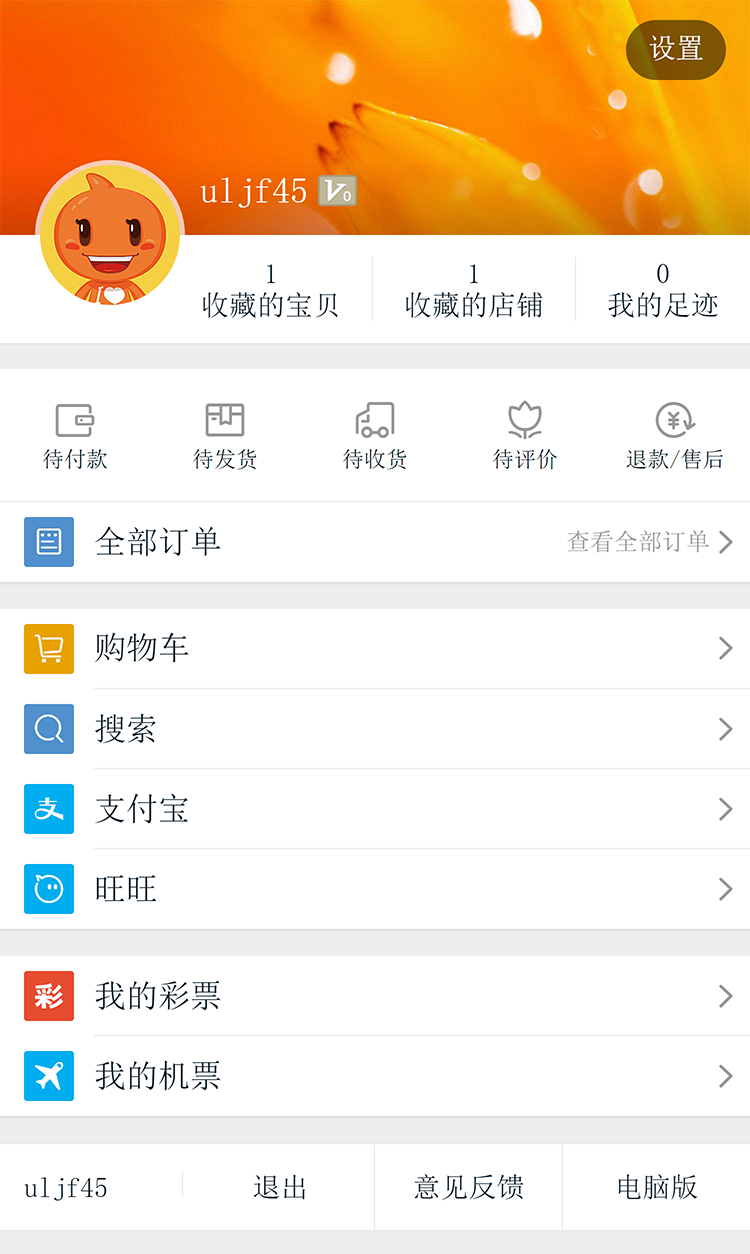 设置
uljf45 V0
1 1 0
收藏的宝贝 收藏的店铺 我的足迹
待付款 待发货 待收货 待评价 退款/售后
全部订单 查看全部订单
购物车
搜索
支 支付宝
旺旺
彩 我的彩票
我的机票
uljf45 退出 意见反馈 电脑版